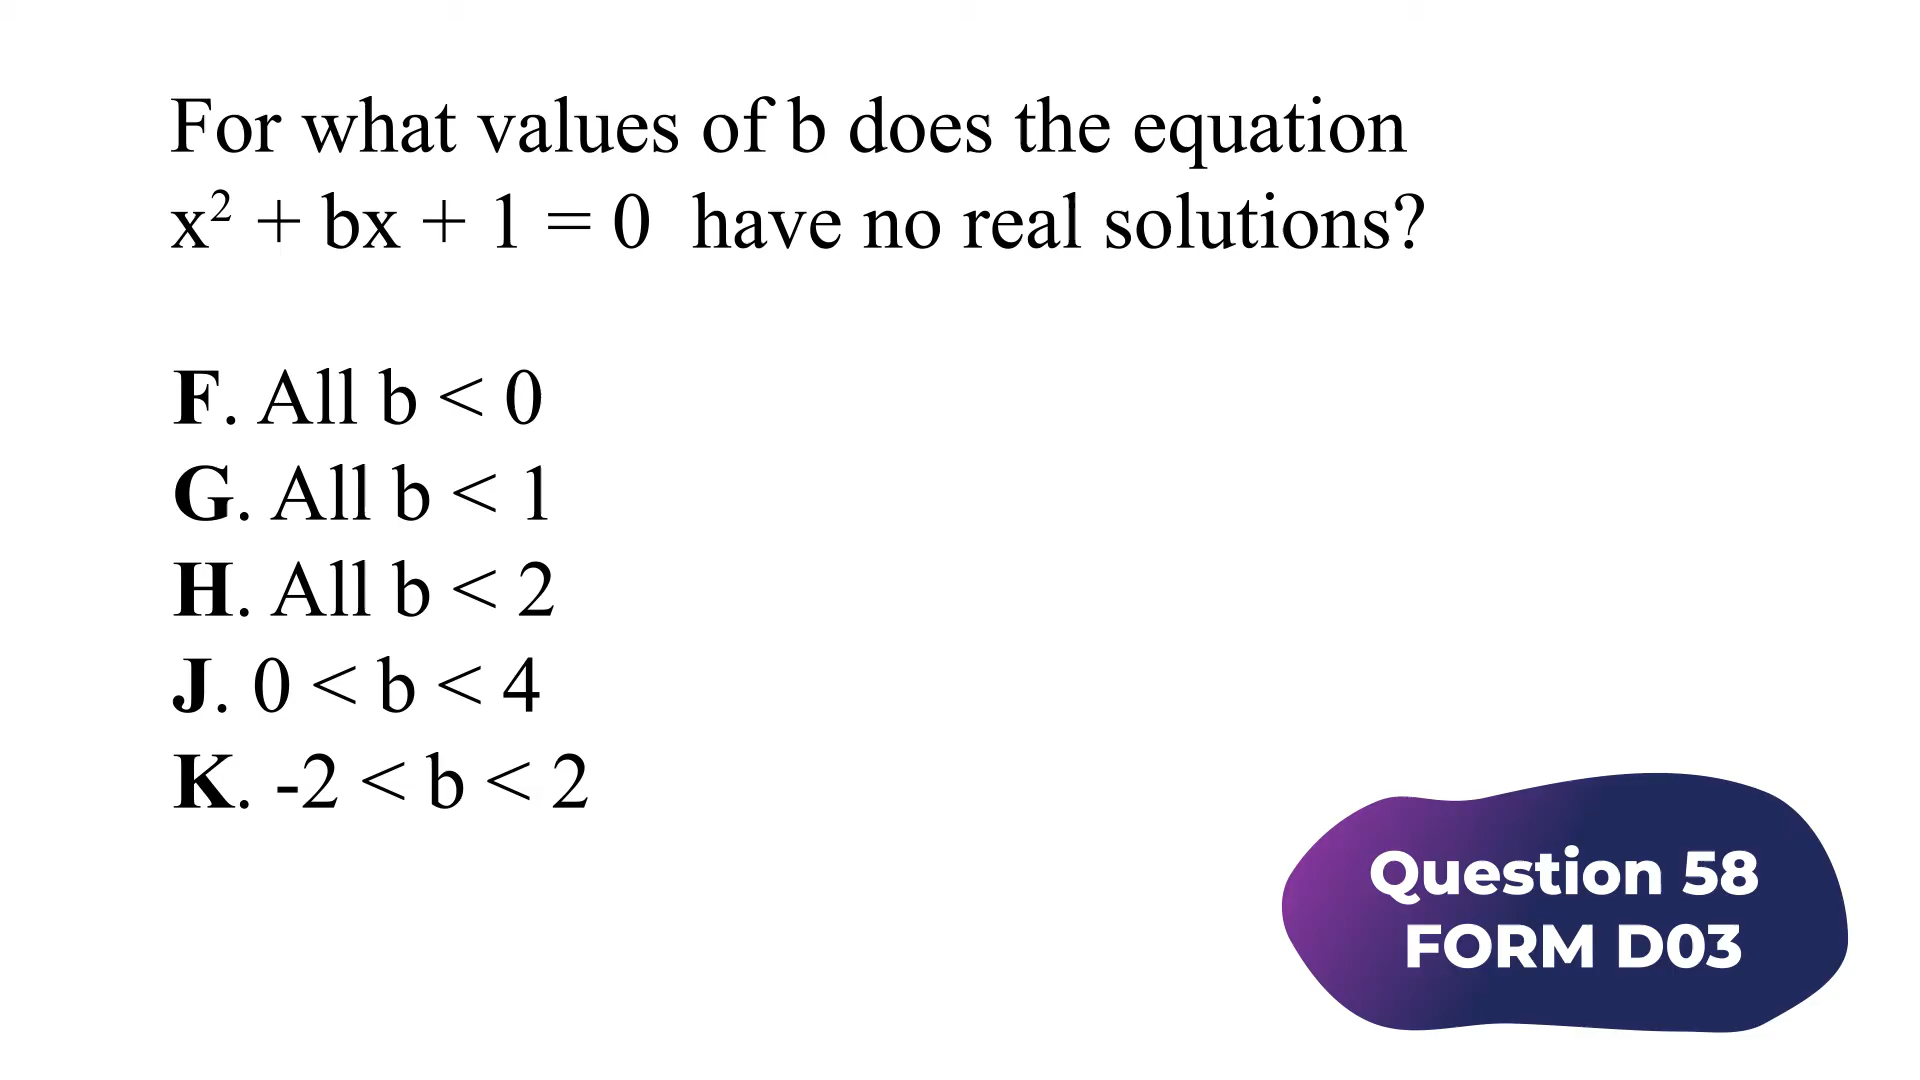 For what values of b does the equation
x² + bx + 1 = 0 have no real solutions?
F. All b < 0
G. All b < 1
H. All b < 2
J. 0 < b < 4
K. -2 < b < 2
Question 58
FORM D03